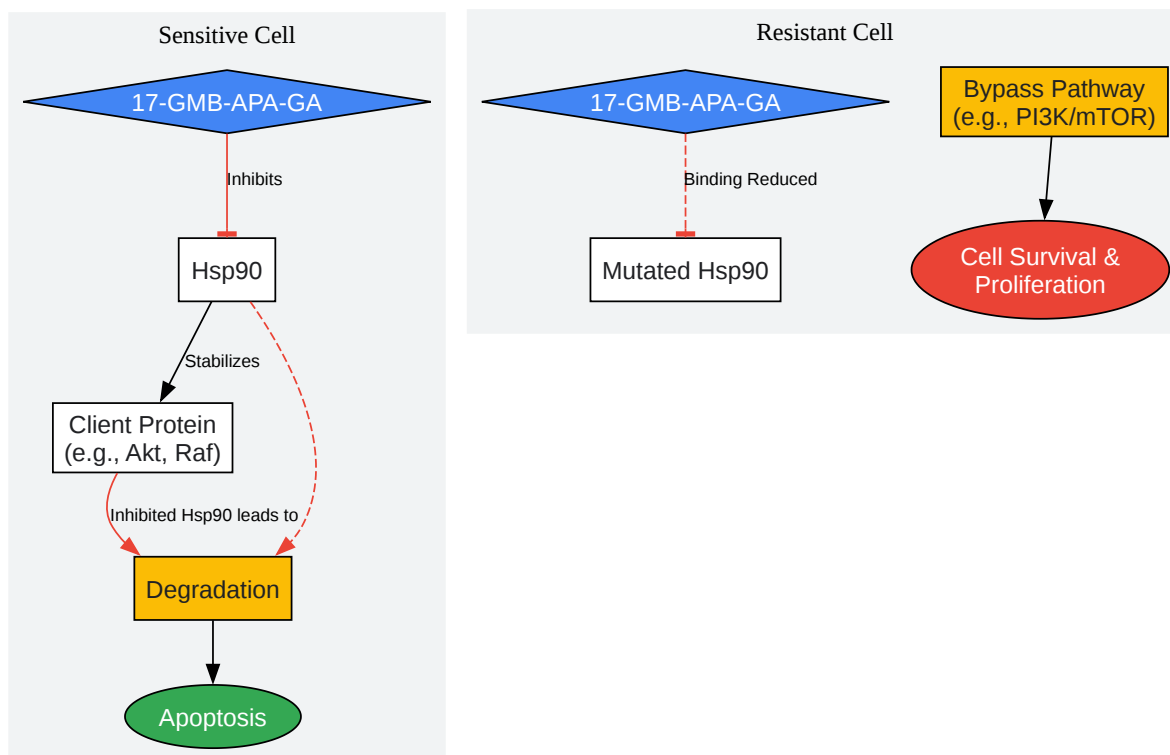 Sensitive Cell
17-GMB-APA-GA
Inhibits
Hsp90
Stabilizes
Client Protein
(e.g., Akt, Raf)
Inhibited Hsp90 leads to
Degradation
Apoptosis
Resistant Cell
17-GMB-APA-GA
Binding Reduced
Mutated Hsp90
Bypass Pathway
(e.g., PI3K/mTOR)
Cell Survival &
Proliferation